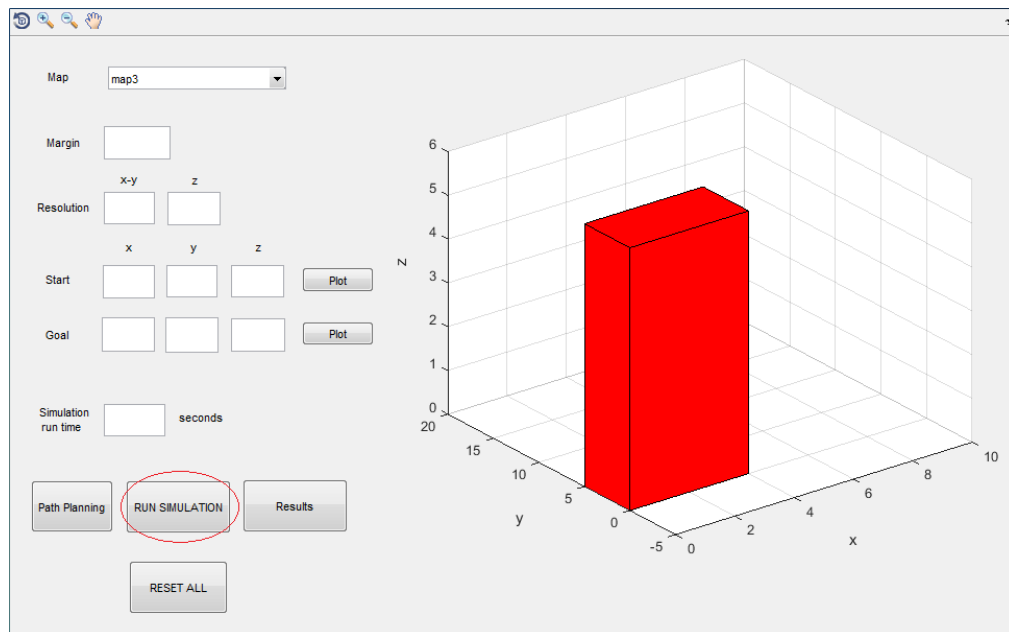 Map
map3
Margin
x-y z
Resolution
x y z
Start Plot
Goal Plot
Simulation
run time
seconds
Path Planning RUN SIMULATION Results
RESET ALL
6
5
4
3
2
1
0
z
20
15
10
5
0
-5
y
0
2
4
6
8
10
x